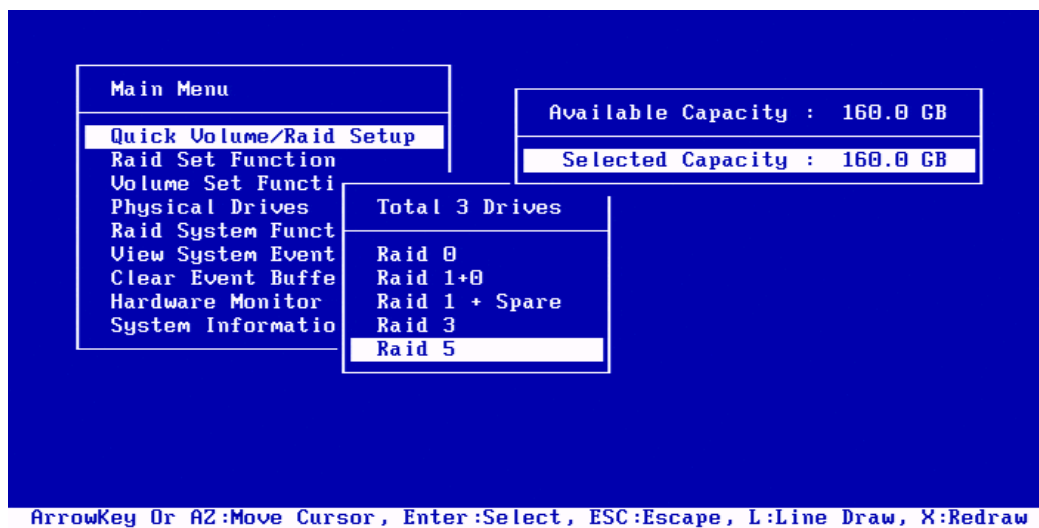 Main Menu
Quick Volume/Raid Setup
Raid Set Function
Volume Set Functi
Physical Drives
Raid System Funct
View System Event
Clear Event Buffe
Hardware Monitor
System Informatio
Total 3 Drives
Raid 0
Raid 1+0
Raid 1 + Spare
Raid 3
Raid 5
Available Capacity : 160.0 GB
Selected Capacity : 160.0 GB
ArrowKey Or AZ:Move Cursor, Enter:Select, ESC:Escape, L:Line Draw, X:Redraw